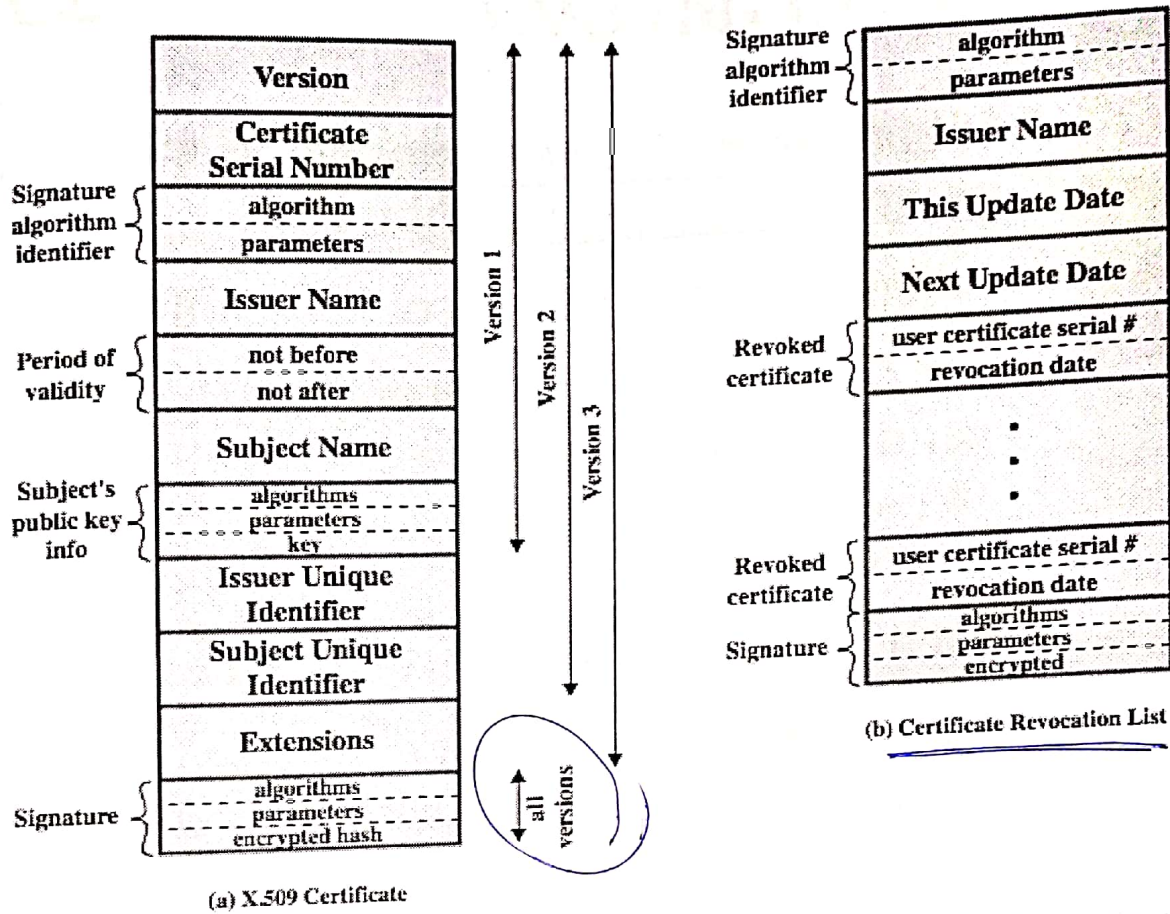 Version
Certificate
Serial Number
Signature
algorithm
identifier
algorithm
parameters
Issuer Name
Period of
validity
not before
not after
Subject Name
Subject's
public key
info
algorithms
parameters
key
Issuer Unique
Identifier
Subject Unique
Identifier
Extensions
Signature
algorithms
parameters
encrypted hash
Version 1
Version 2
Version 3
all
versions
(a) X.509 Certificate
Signature
algorithm
identifier
algorithm
parameters
Issuer Name
This Update Date
Next Update Date
Revoked
certificate
user certificate serial #
revocation date
Revoked
certificate
user certificate serial #
revocation date
Signature
algorithms
parameters
encrypted
(b) Certificate Revocation List